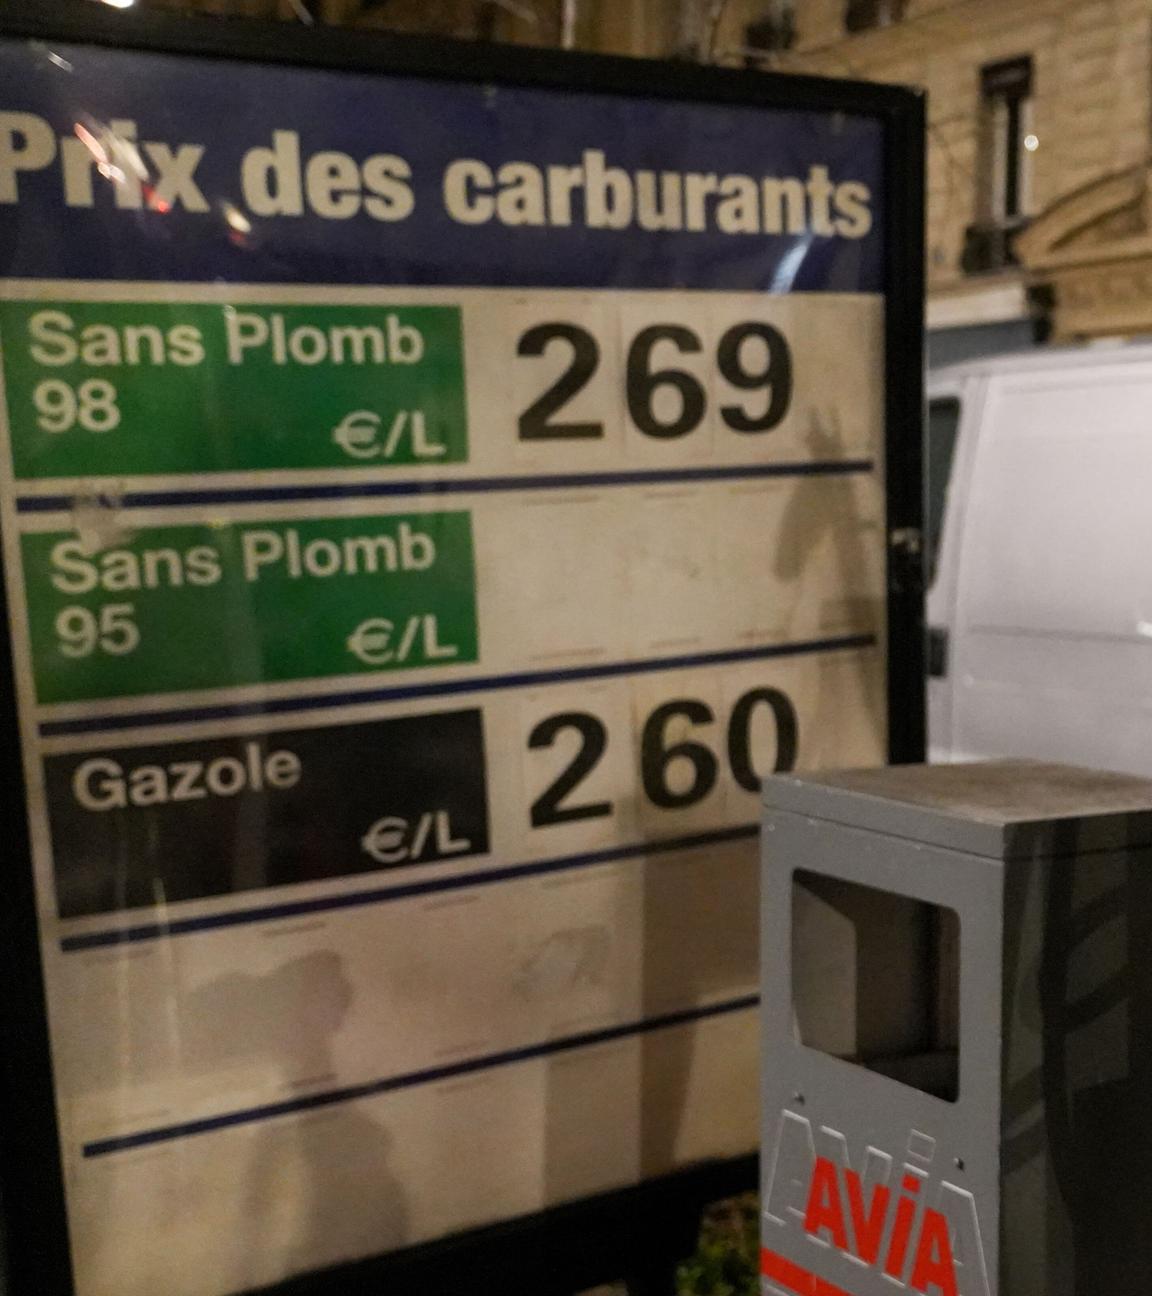 Prix des carburants
Sans Plomb
98
€/L
269
Sans Plomb
95
€/L
Gazole
€/L
260
AViA